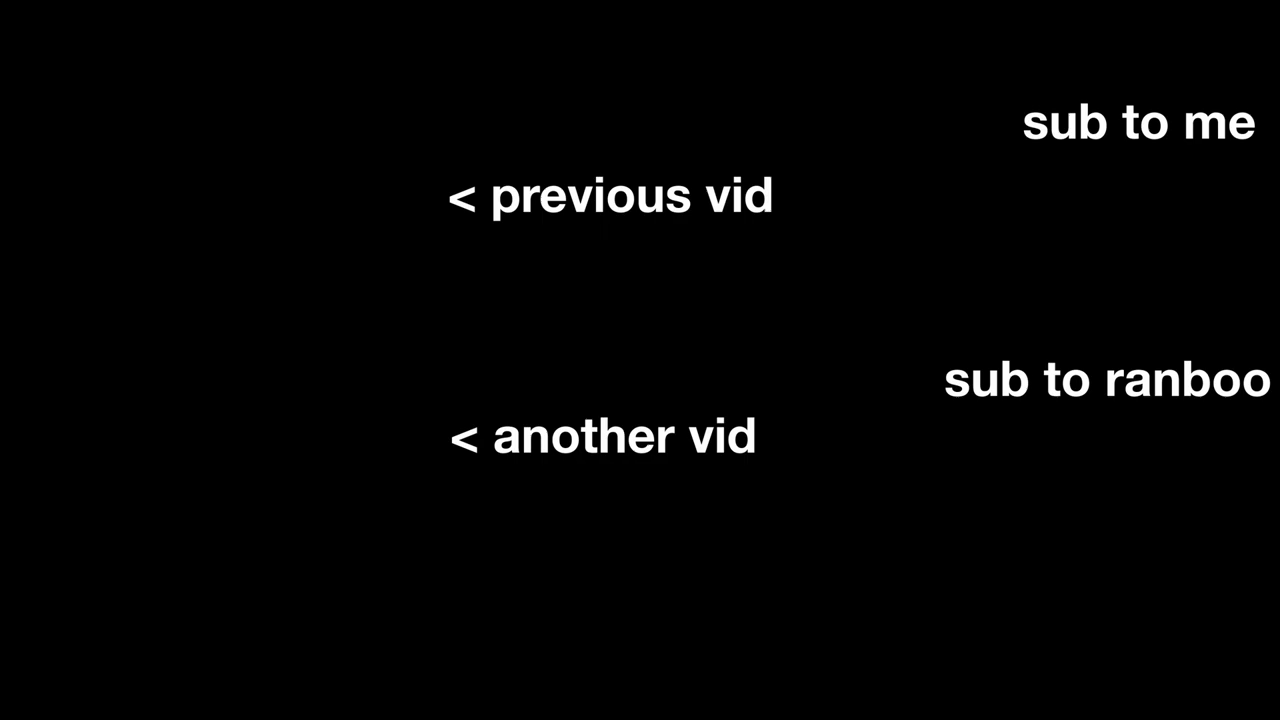 sub to me
< previous vid
sub to ranboo
< another vid